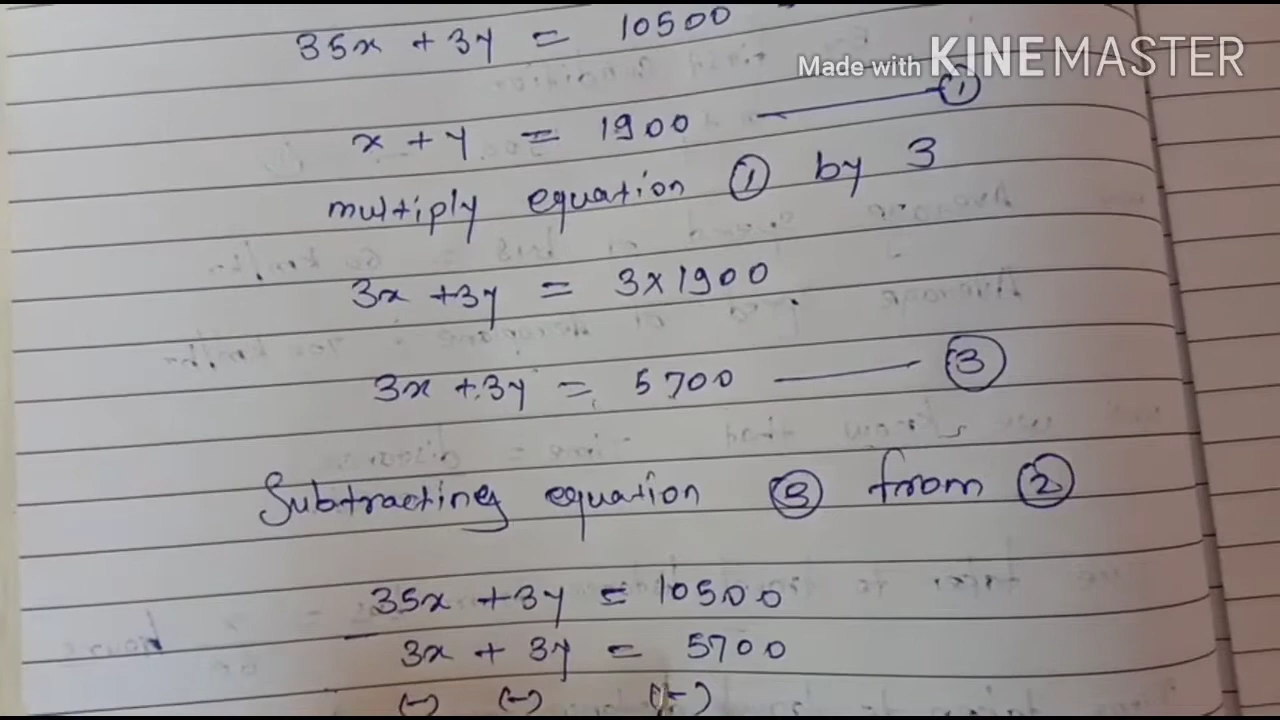 35x + 3y = 10500
Made with KINEMASTER
x + y = 1900 —— ①
multiply equation ① by 3
3x + 3y = 3x1900
3x + 3y = 5700 —— ③
Subtracting equation ③ from ②
35x + 3y = 10500
- 3x + 3y = 5700
(-) (-) (-)